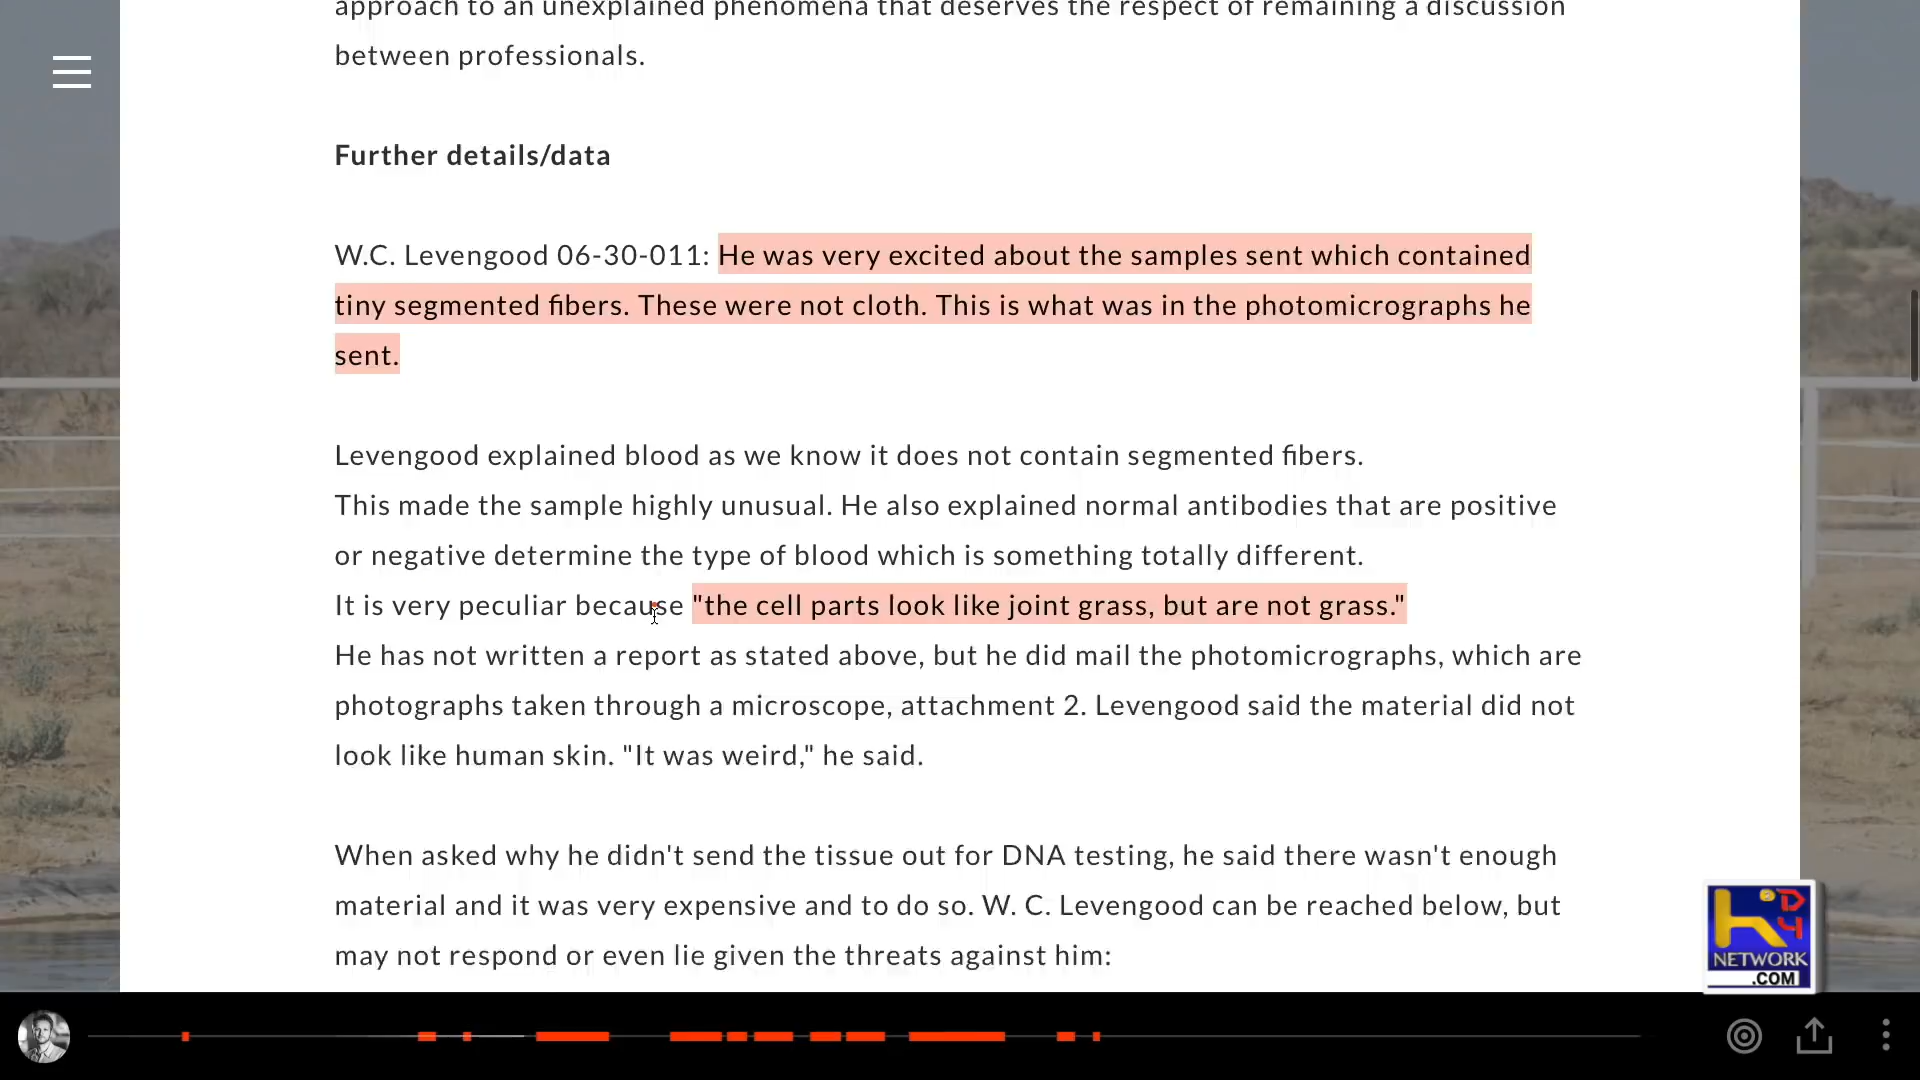 approach to an unexplained phenomena that deserves the respect of remaining a discussion
between professionals.
Further details/data
W.C. Levengood 06-30-011: He was very excited about the samples sent which contained
tiny segmented fibers. These were not cloth. This is what was in the photomicrographs he
sent.
Levengood explained blood as we know it does not contain segmented fibers.
This made the sample highly unusual. He also explained normal antibodies that are positive
or negative determine the type of blood which is something totally different.
It is very peculiar because "the cell parts look like joint grass, but are not grass."
He has not written a report as stated above, but he did mail the photomicrographs, which are
photographs taken through a microscope, attachment 2. Levengood said the material did not
look like human skin. "It was weird," he said.
When asked why he didn't send the tissue out for DNA testing, he said there wasn't enough
material and it was very expensive and to do so. W. C. Levengood can be reached below, but
may not respond or even lie given the threats against him:
D
4
NETWORK
.COM